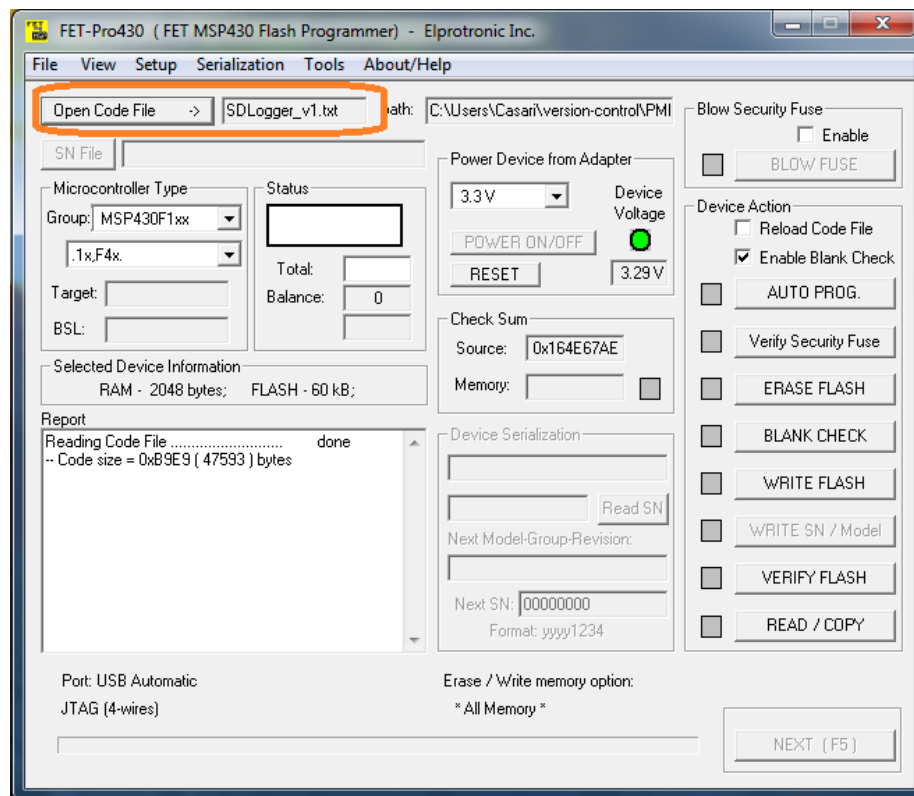 FET-Pro430 ( FET MSP430 Flash Programmer) - Elprotronic Inc.
File View Setup Serialization Tools About/Help
Open Code File -> SDLogger_v1.txt ath: C:\Users\Casari\version-control\PMI
SN File
Microcontroller Type
Group: MSP430F1xx
.1x,F4x.
Target:
BSL:
Status
Total:
Balance: 0
Selected Device Information
RAM - 2048 bytes; FLASH - 60 kB;
Report
Reading Code File ........................... done
-- Code size = 0xB9E9 ( 47593 ) bytes
Power Device from Adapter
3.3 V
Device
Voltage
POWER ON/OFF
RESET 3.29 V
Check Sum
Source: 0x164E67AE
Memory:
Device Serialization
Read SN
Next Model-Group-Revision:
Next SN: 00000000
Format: yyyy1234
Blow Security Fuse
Enable
BLOW FUSE
Device Action
Reload Code File
Enable Blank Check
AUTO PROG.
Verify Security Fuse
ERASE FLASH
BLANK CHECK
WRITE FLASH
WRITE SN / Model
VERIFY FLASH
READ / COPY
Port: USB Automatic
JTAG (4-wires)
Erase / Write memory option:
* All Memory *
NEXT ( F5 )